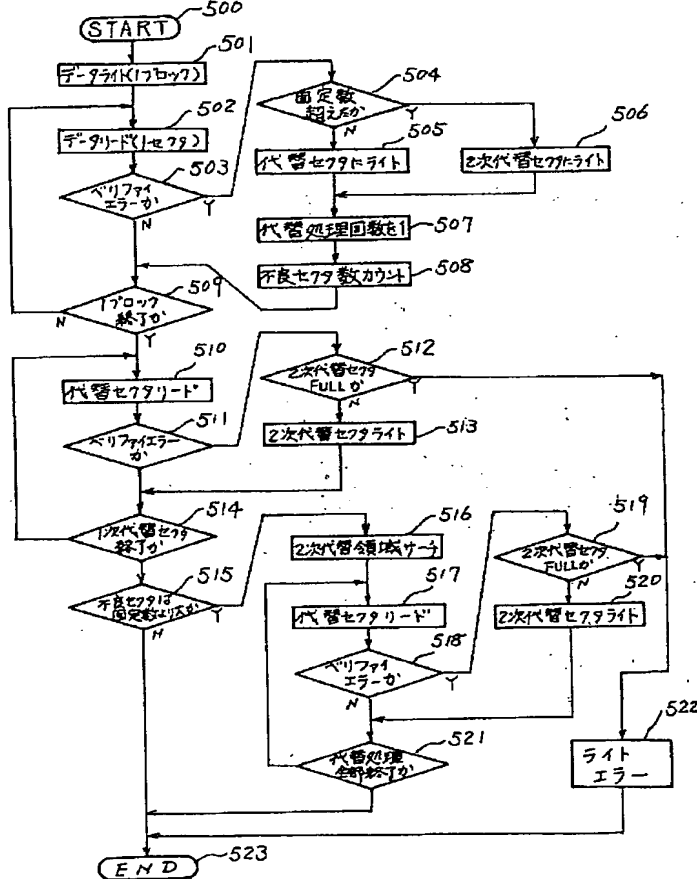 START
500
データライト(1ブロック)
501
データリード(1セクタ)
502
ベリファイ
エラーか
503
Y
N
固定数
超えたか
504
Y
N
代替セクタにライト
505
2次代替セクタにライト
506
代替処理回数を1
507
不良セクタ数カウント
508
1ブロック
終了か
509
N
Y
代替セクタリード
510
ベリファイエラー
か
511
2次代替セクタ
FULLか
512
Y
N
2次代替セクタライト
513
1次代替セクタ
終了か
514
不良セクタは
固定数より大か
515
Y
N
2次代替領域サーチ
516
代替セクタリード
517
ベリファイ
エラーか
518
Y
N
2次代替セクタ
FULLか
519
Y
N
2次代替セクタライト
520
代替処理
全部終了か
521
ライト
エラー
522
END
523